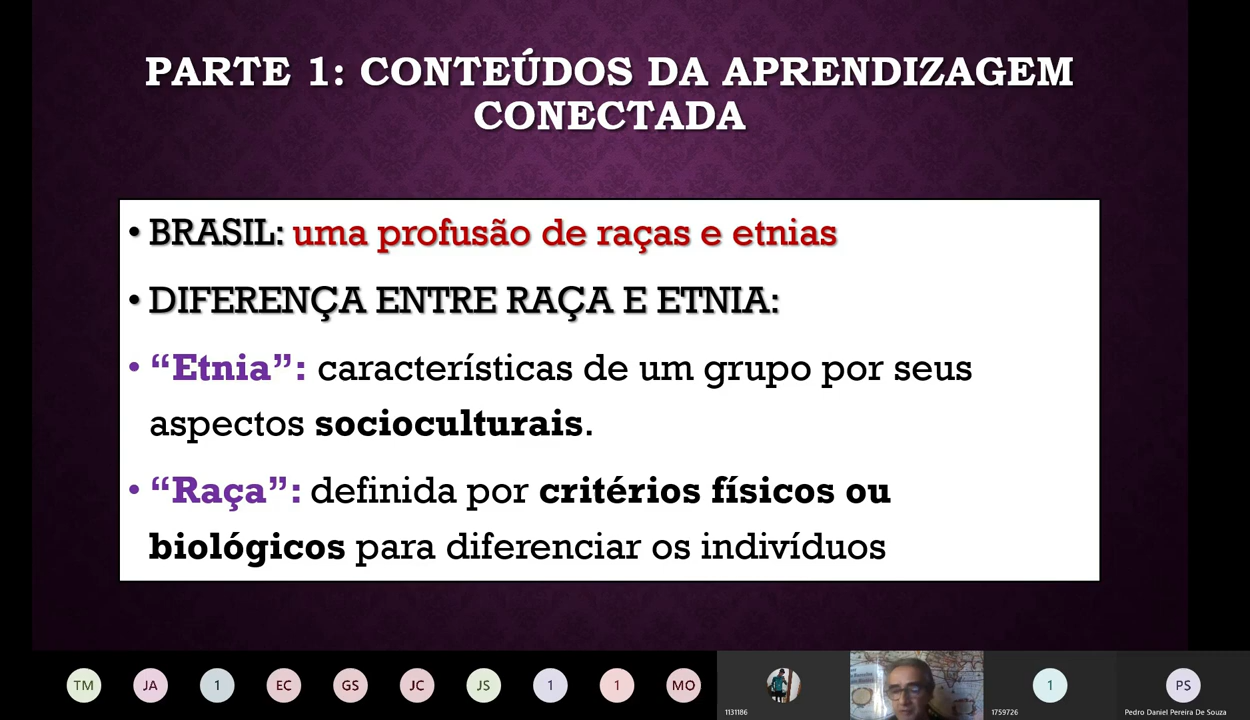 PARTE 1: CONTEÚDOS DA APRENDIZAGEM
CONECTADA
• BRASIL: uma profusão de raças e etnias
• DIFERENÇA ENTRE RAÇA E ETNIA:
• “Etnia”: características de um grupo por seus
aspectos socioculturais.
• “Raça”: definida por critérios físicos ou
biológicos para diferenciar os indivíduos
TM JA 1 EC GS JC JS 1 1 MO 1 PS
1131186 1759726 Pedro Daniel Pereira De Souza